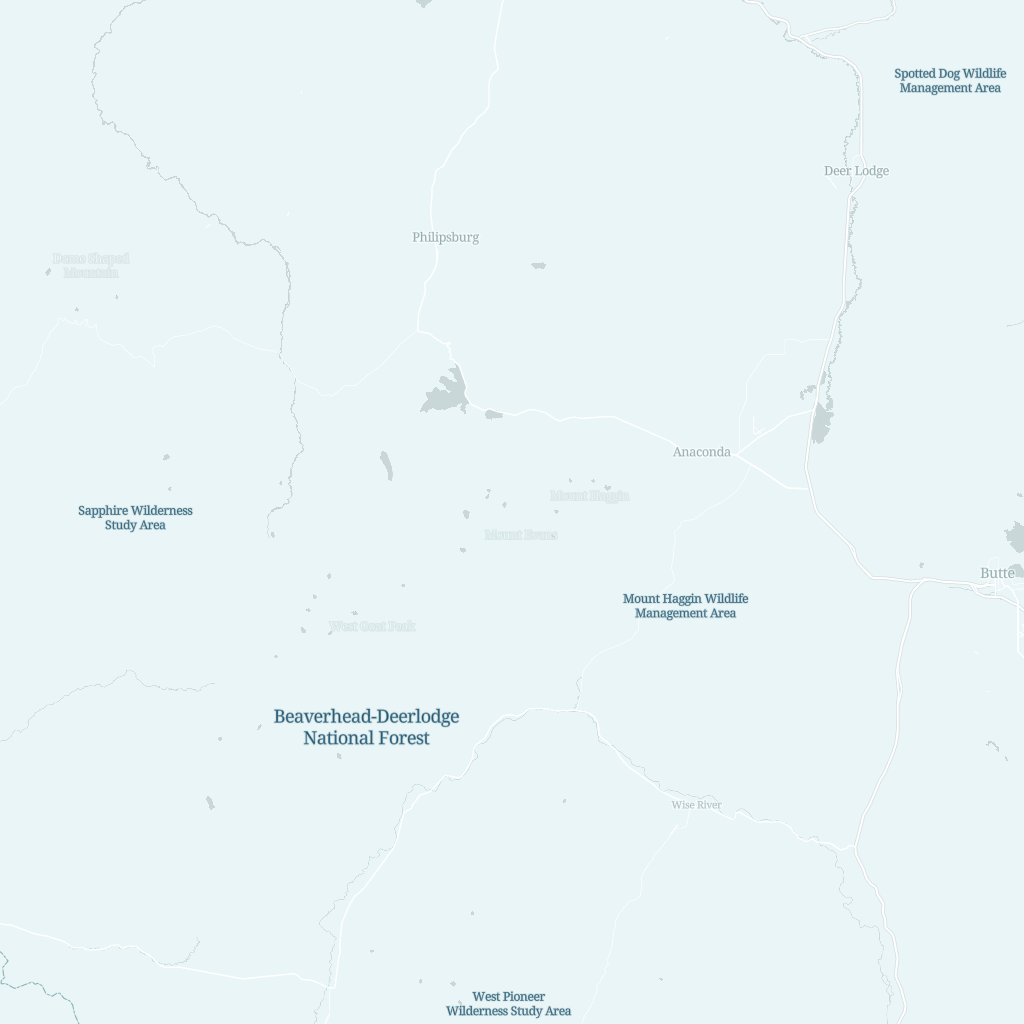 Spotted Dog Wildlife
Management Area
Deer Lodge
Philipsburg
Dome Shaped
Mountain
Anaconda
Mount Haggin
Sapphire Wilderness
Study Area
Mount Evans
Butte
Mount Haggin Wildlife
Management Area
West Goat Peak
Beaverhead-Deerlodge
National Forest
Wise River
West Pioneer
Wilderness Study Area